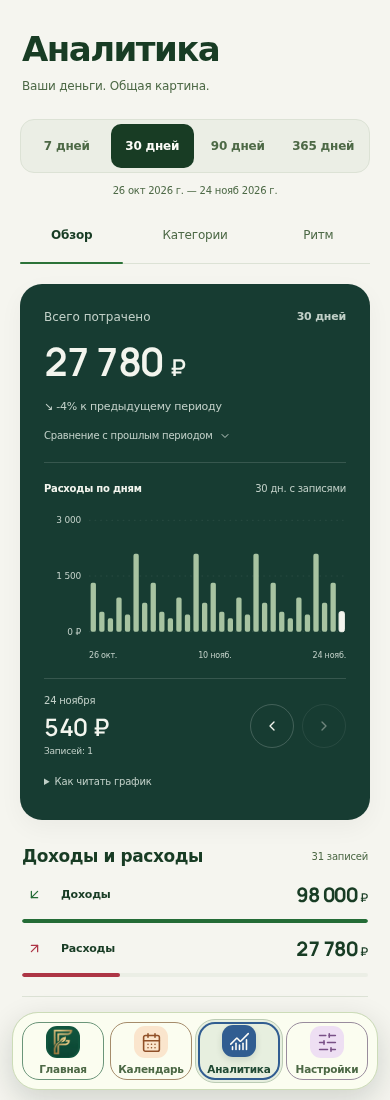 Аналитика
Ваши деньги. Общая картина.
7 дней 30 дней 90 дней 365 дней
26 окт 2026 г. — 24 нояб 2026 г.
Обзор Категории Ритм
Всего потрачено 30 дней
27 780 ₽
↘ -4% к предыдущему периоду
Сравнение с прошлым периодом
Расходы по дням 30 дн. с записями
3 000
1 500
0 ₽
26 окт. 10 нояб. 24 нояб.
24 ноября
540 ₽
Записей: 1
▶ Как читать график
Доходы и расходы 31 записей
Доходы 98 000 ₽
Расходы 27 780 ₽
Главная Календарь Аналитика Настройки